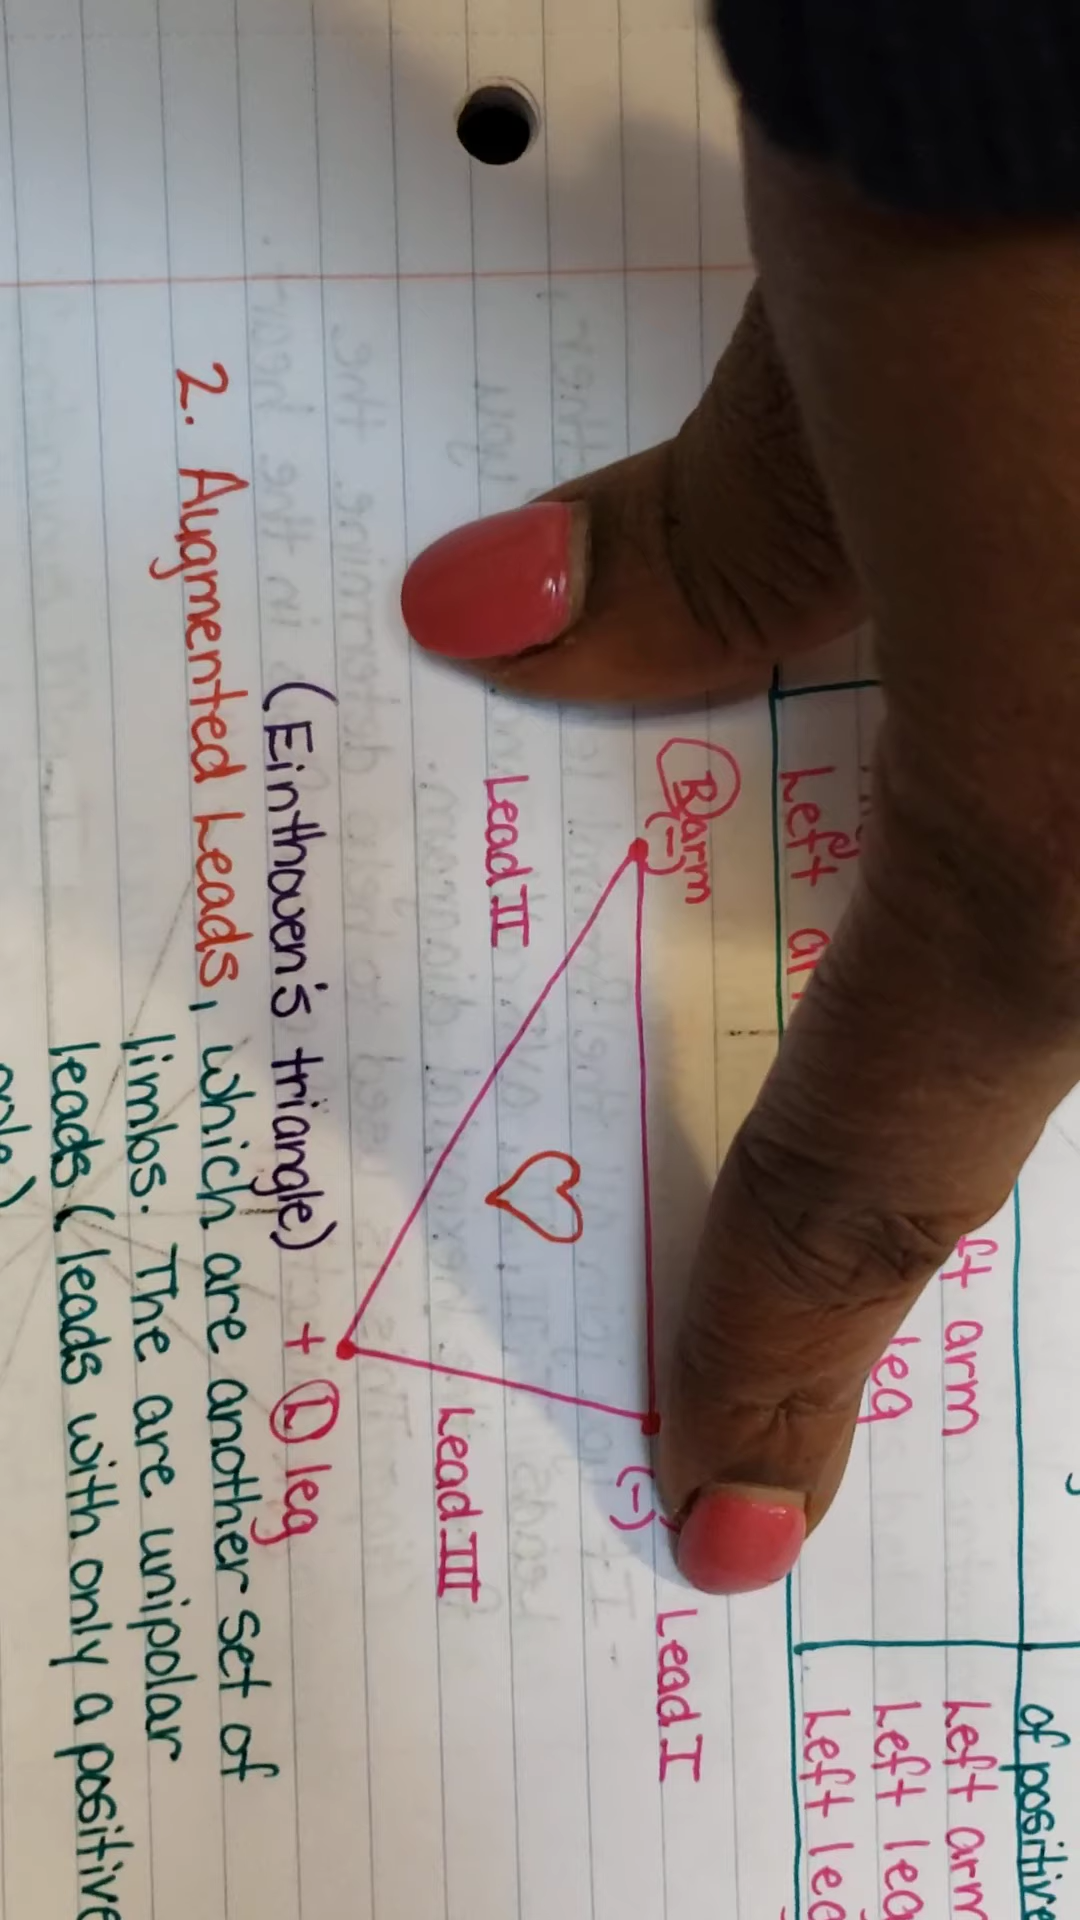 of positive
ft arm Left arm
leg Left leg
Left ar Left leg
R arm
(-)
(-)
Lead I
Lead II
Lead III
(Einthoven's triangle) + L leg
2. Augmented Leads, which are another set of
limbs. The are unipolar
leads (leads with only a positive